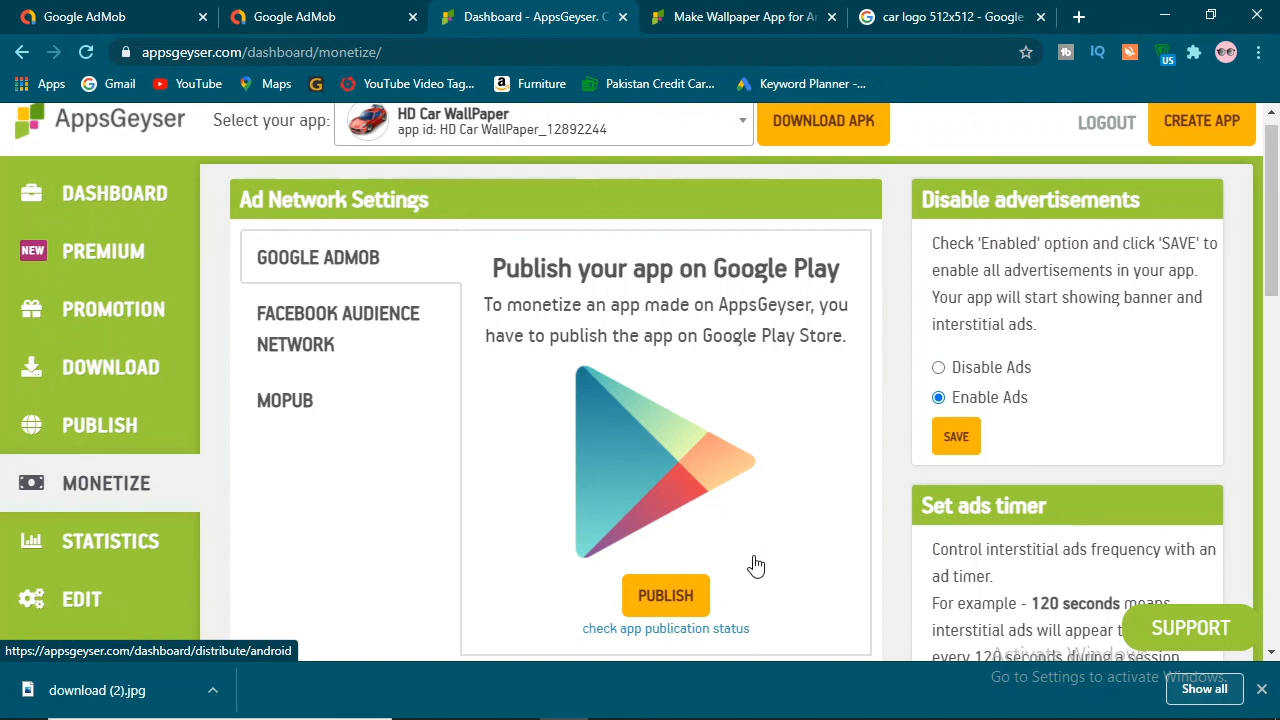 Google AdMob
Google AdMob
Dashboard - AppsGeyser. C
Make Wallpaper App for Ar
car logo 512x512 - Google
appsgeyser.com/dashboard/monetize/
US
Apps
Gmail
YouTube
Maps
YouTube Video Tag...
Furniture
Pakistan Credit Car...
Keyword Planner -...
AppsGeyser
Select your app:
HD Car WallPaper
app id: HD Car WallPaper_12892244
DOWNLOAD APK
LOGOUT
CREATE APP
DASHBOARD
NEW PREMIUM
PROMOTION
DOWNLOAD
PUBLISH
MONETIZE
STATISTICS
EDIT
Ad Network Settings
GOOGLE ADMOB
FACEBOOK AUDIENCE
NETWORK
MOPUB
Publish your app on Google Play
To monetize an app made on AppsGeyser, you
have to publish the app on Google Play Store.
PUBLISH
check app publication status
Disable advertisements
Check 'Enabled' option and click 'SAVE' to
enable all advertisements in your app.
Your app will start showing banner and
interstitial ads.
Disable Ads
Enable Ads
SAVE
Set ads timer
Control interstitial ads frequency with an
ad timer.
For example - 120 seconds means
interstitial ads will appear
every 120 seconds during a session
SUPPORT
Activate Windows
Go to Settings to activate Windows.
https://appsgeyser.com/dashboard/distribute/android
download (2).jpg
Show all